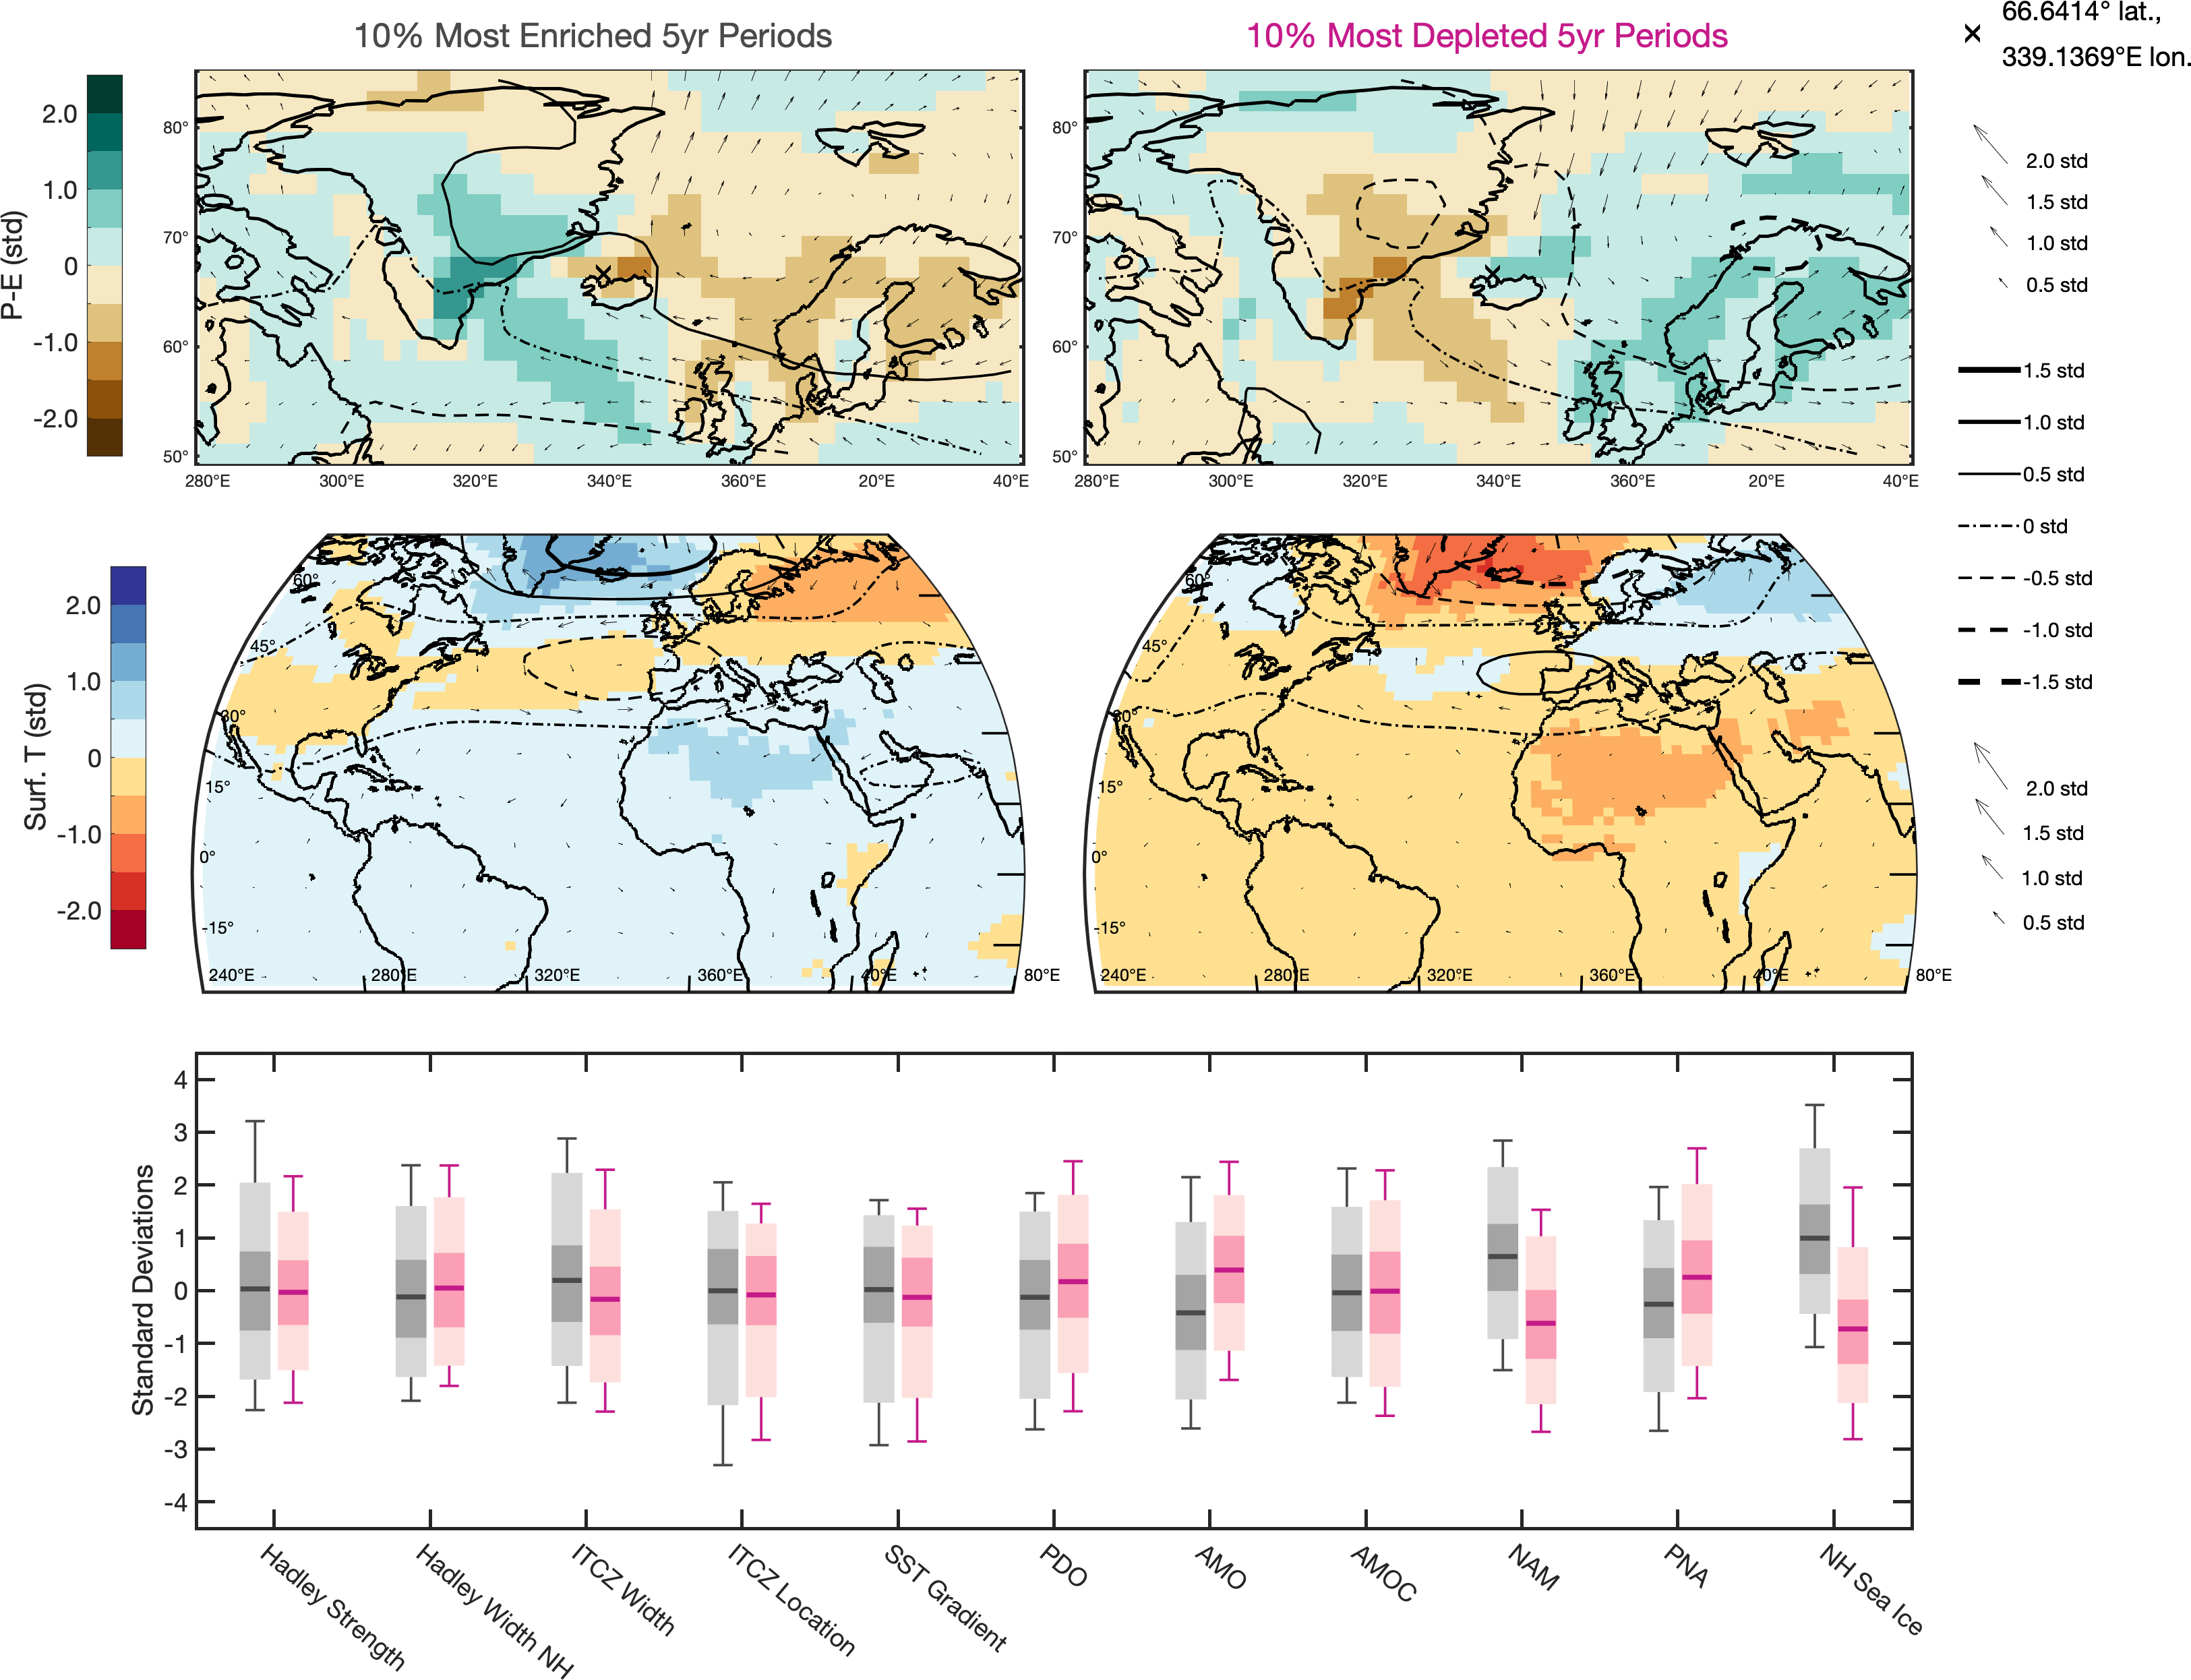 10% Most Enriched 5yr Periods
10% Most Depleted 5yr Periods
66.6414° lat.,
339.1369°E lon.
P-E (std)
2.0
1.0
0
-1.0
-2.0
80°
70°
60°
50°
280°E 300°E 320°E 340°E 360°E 20°E 40°E
80°
70°
60°
50°
280°E 300°E 320°E 340°E 360°E 20°E 40°E
2.0 std
1.5 std
1.0 std
0.5 std
1.5 std
1.0 std
0.5 std
0 std
-0.5 std
-1.0 std
-1.5 std
Surf. T (std)
2.0
1.0
0
-1.0
-2.0
60°
45°
30°
15°
0°
-15°
240°E 280°E 320°E 360°E 40°E 80°E
60°
45°
30°
15°
0°
-15°
240°E 280°E 320°E 360°E 40°E 80°E
2.0 std
1.5 std
1.0 std
0.5 std
Standard Deviations
4
3
2
1
0
-1
-2
-3
-4
Hadley Strength
Hadley Width NH
ITCZ Width
ITCZ Location
SST Gradient
PDO
AMO
AMOC
NAM
PNA
NH Sea Ice